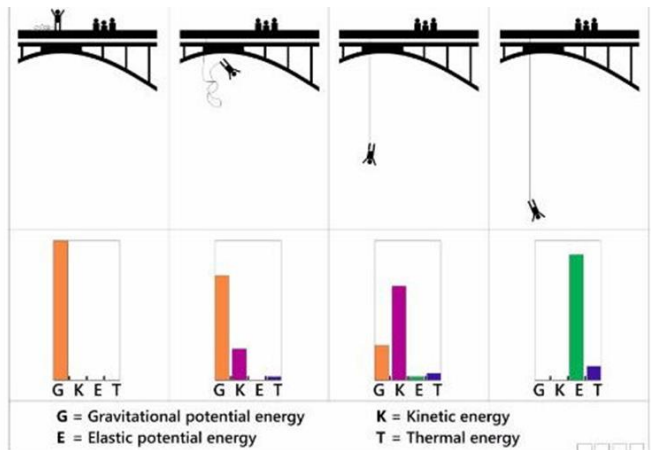 G K E T
G K E T
G K E T
G K E T
G = Gravitational potential energy
K = Kinetic energy
E = Elastic potential energy
T = Thermal energy